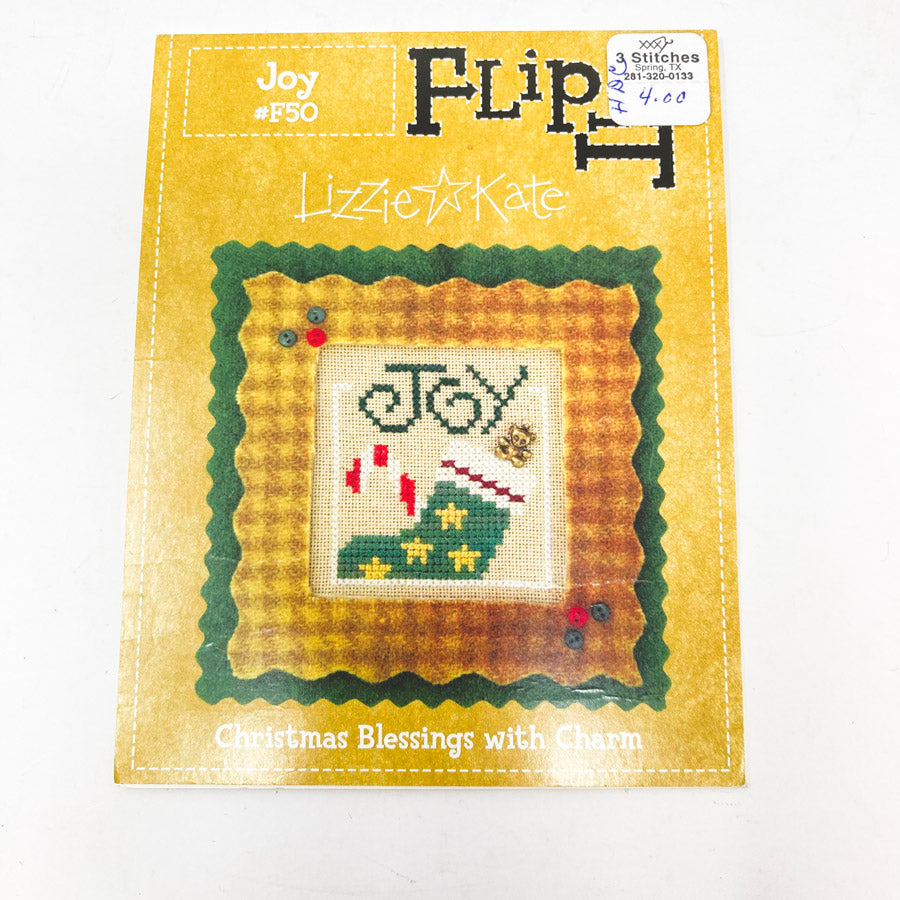 Joy
#F50
FLip It
3 Stitches
Spring, TX
281-320-0133
4.00
Lizzie Kate
JOY
Christmas Blessings with Charm